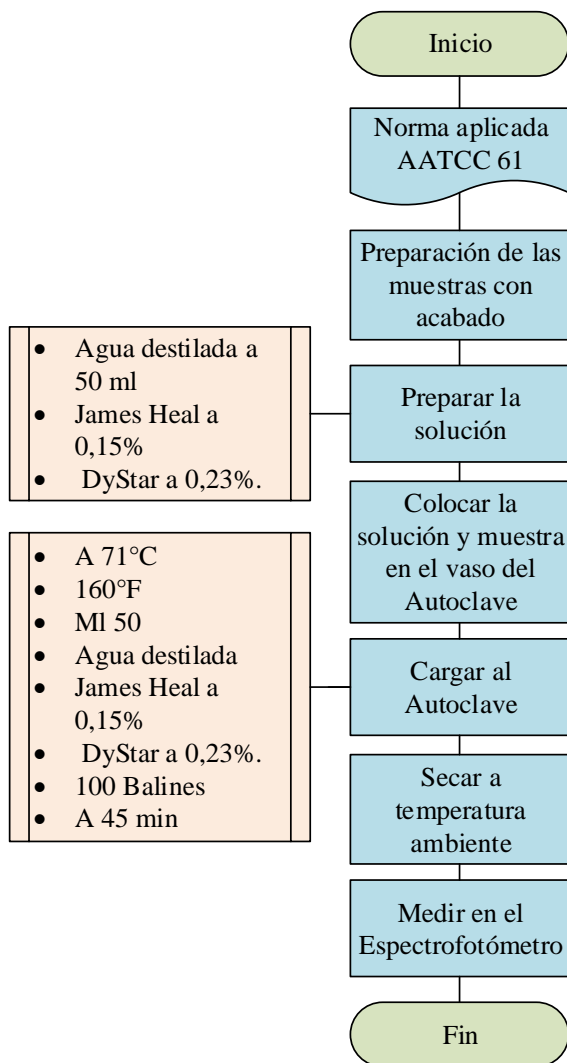 Inicio
Norma aplicada
AATCC 61
Preparación de las
muestras con
acabado
• Agua destilada a
50 ml
• James Heal a
0,15%
• DyStar a 0,23%.
Preparar la
solución
Colocar la
solución y muestra
en el vaso del
Autoclave
• A 71°C
• 160°F
• Ml 50
• Agua destilada
• James Heal a
0,15%
• DyStar a 0,23%.
• 100 Balines
• A 45 min
Cargar al
Autoclave
Secar a
temperatura
ambiente
Medir en el
Espectrofotómetro
Fin